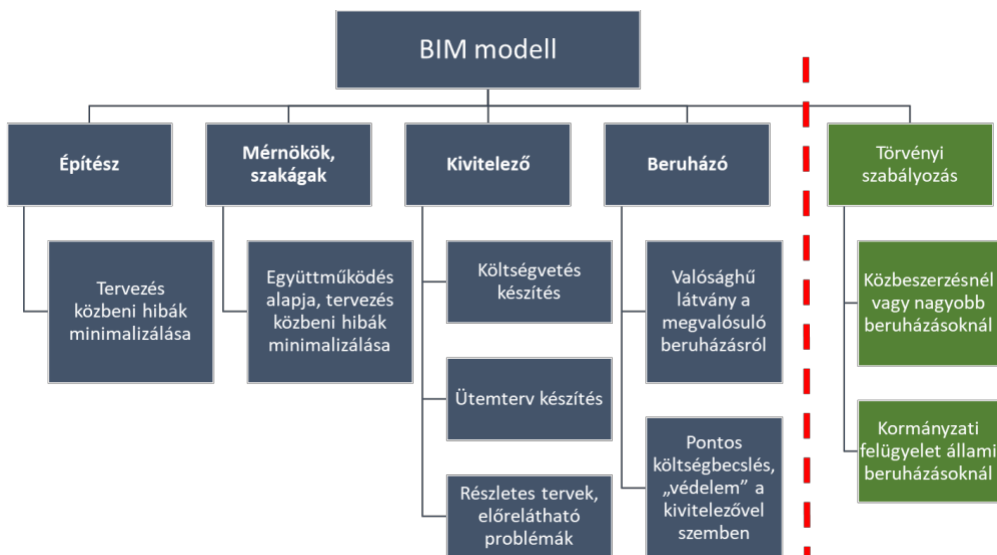 BIM modell
Építész
Mérnökök,
szakágak
Kivitelező
Beruházó
Törvényi
szabályozás
Tervezés
közbeni hibák
minimalizálása
Együttműködés
alapja, tervezés
közbeni hibák
minimalizálása
Költségvetés
készítés
Ütemterv készítés
Részletes tervek,
előrelátható
problémák
Valósághű
látvány a
megvalósuló
beruházásról
Pontos
költségbecslés,
„védelem” a
kivitelezővel
szemben
Közbeszerzésnél
vagy nagyobb
beruházásoknál
Kormányzati
felügyelet állami
beruházásoknál